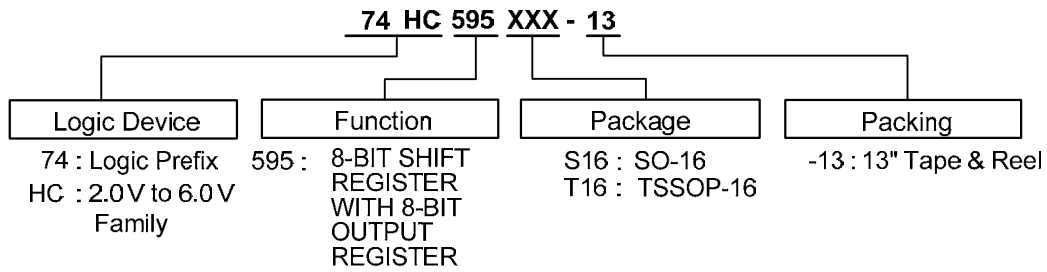 74 HC 595 XXX - 13
Logic Device
74 : Logic Prefix
HC : 2.0V to 6.0V
Family
Function
595 : 8-BIT SHIFT
REGISTER
WITH 8-BIT
OUTPUT
REGISTER
Package
S16 : SO-16
T16 : TSSOP-16
Packing
-13 : 13" Tape & Reel